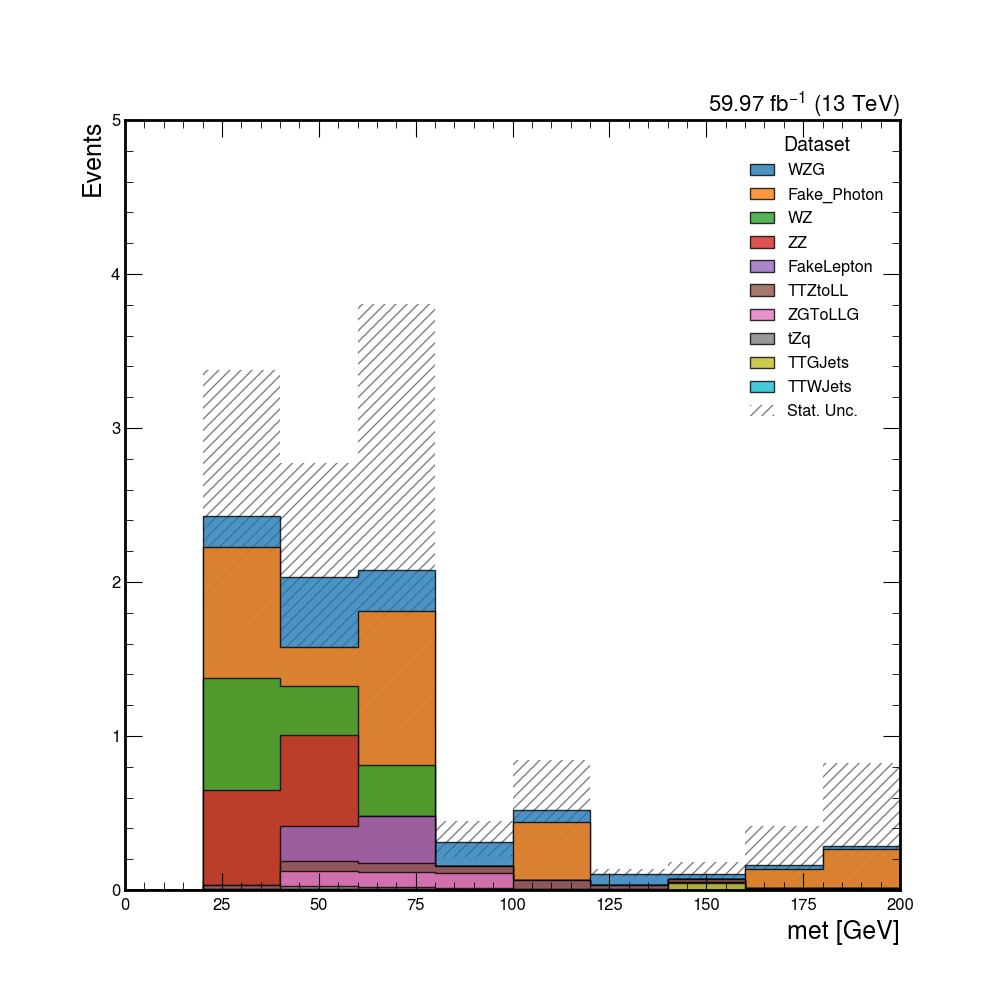 59.97 fb⁻¹ (13 TeV)
Events
5
4
3
2
1
0
Dataset
WZG
Fake_Photon
WZ
ZZ
FakeLepton
TTZtoLL
ZGToLLG
tZq
TTGJets
TTWJets
Stat. Unc.
0 25 50 75 100 125 150 175 200
met [GeV]